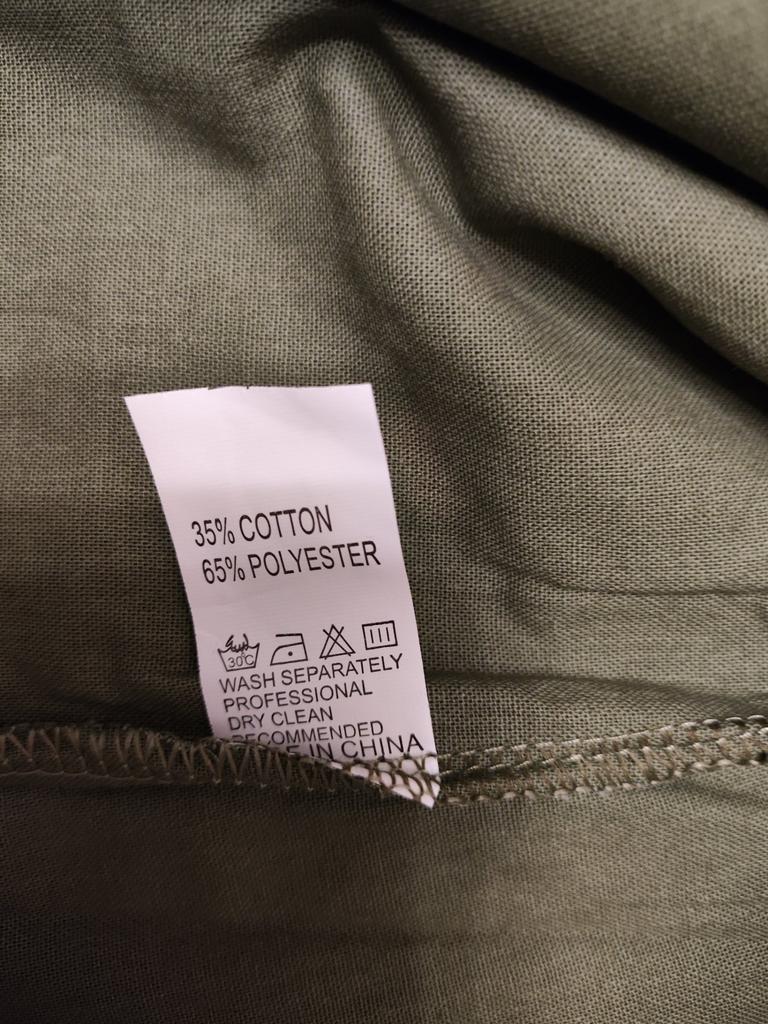 35% COTTON
65% POLYESTER
30°C
WASH SEPARATELY
PROFESSIONAL
DRY CLEAN
RECOMMENDED
IN CHINA